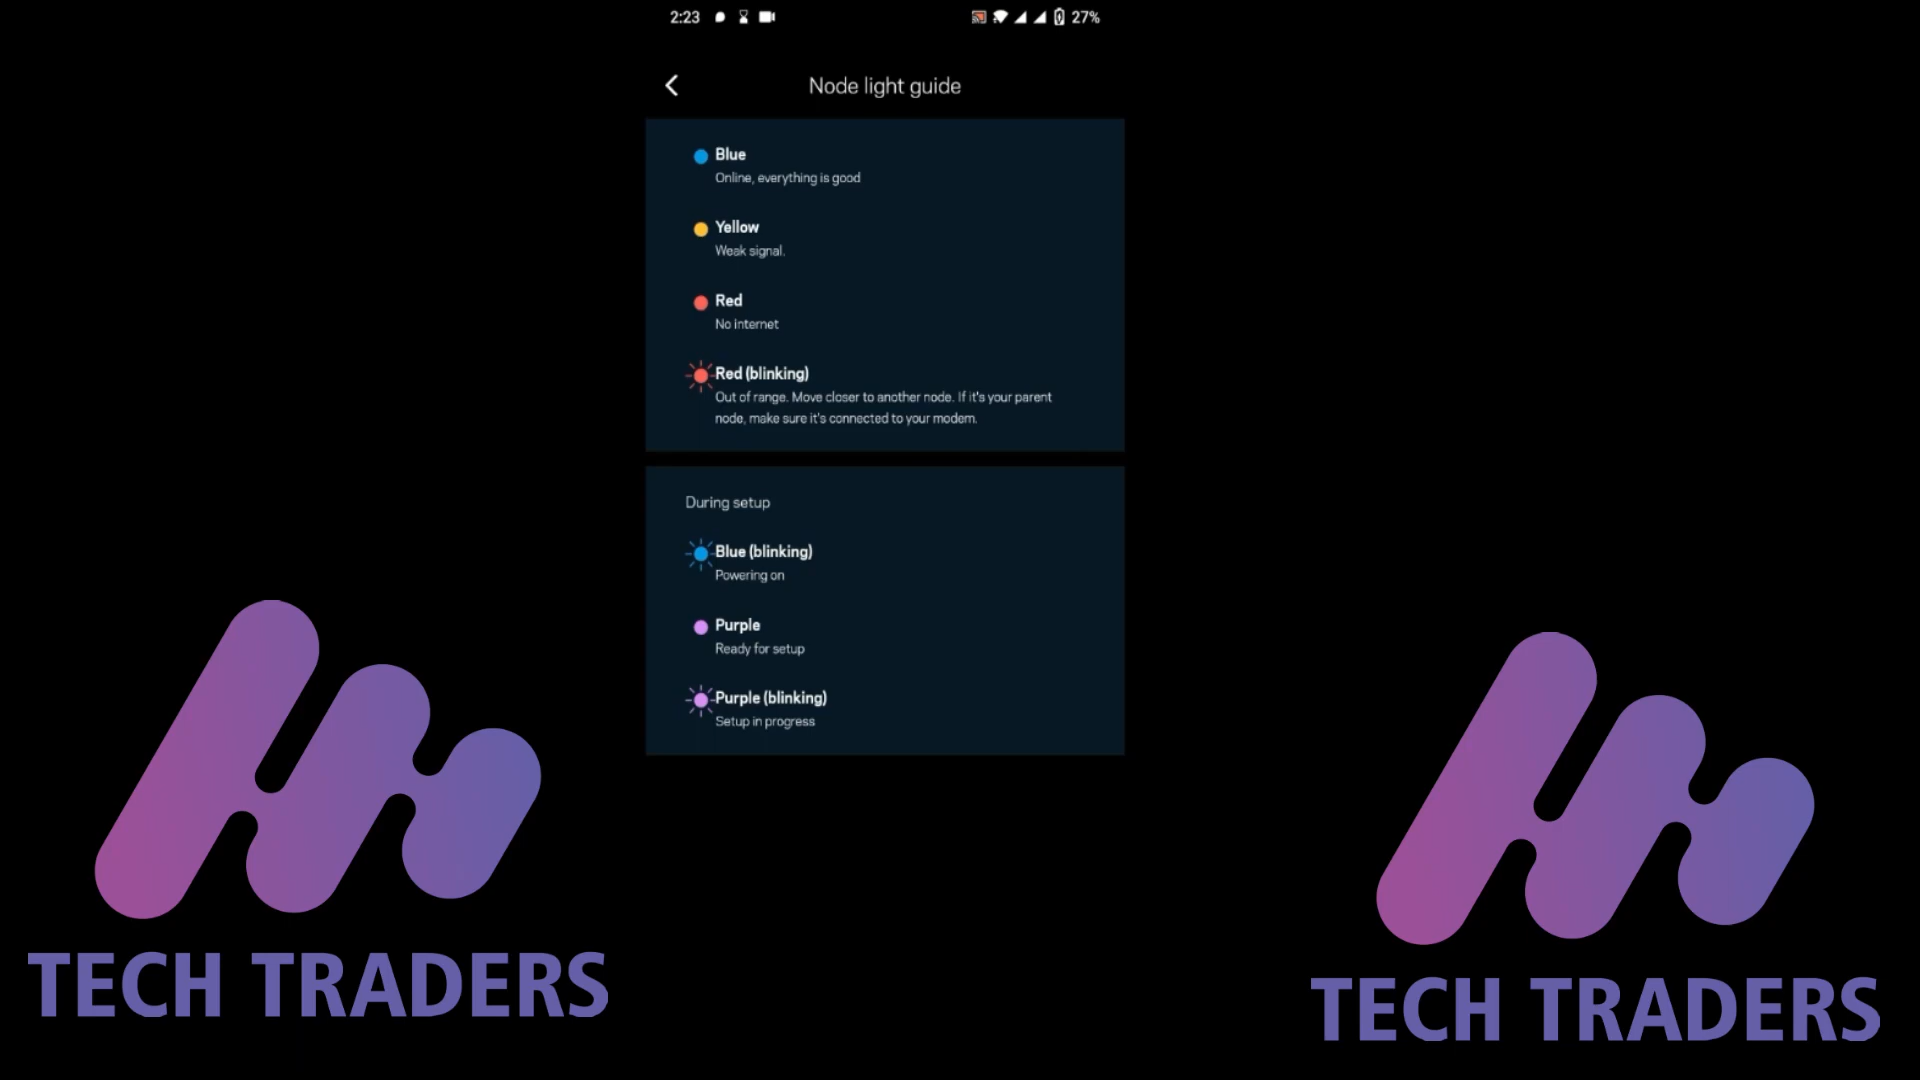 2:23
27%
Node light guide
Blue
Online, everything is good
Yellow
Weak signal.
Red
No internet
Red (blinking)
Out of range. Move closer to another node. If it's your parent
node, make sure it's connected to your modem.
During setup
Blue (blinking)
Powering on
Purple
Ready for setup
Purple (blinking)
Setup in progress
TECH TRADERS
TECH TRADERS